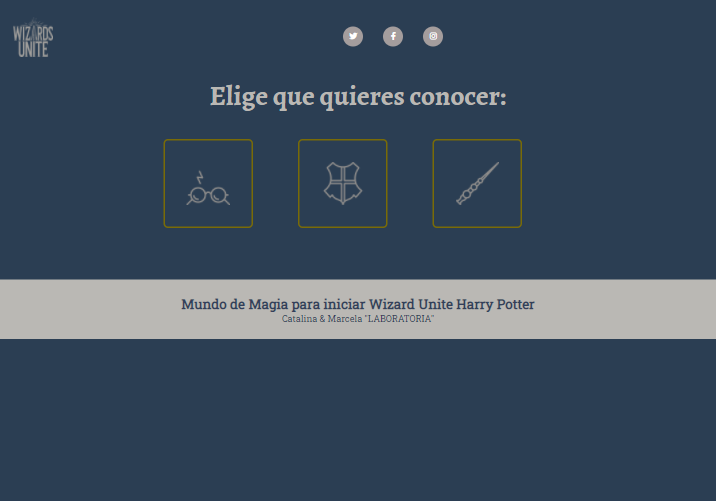 WIZARDS
UNITE
Elige que quieres conocer:
Mundo de Magia para iniciar Wizard Unite Harry Potter
Catalina & Marcela "LABORATORIA"